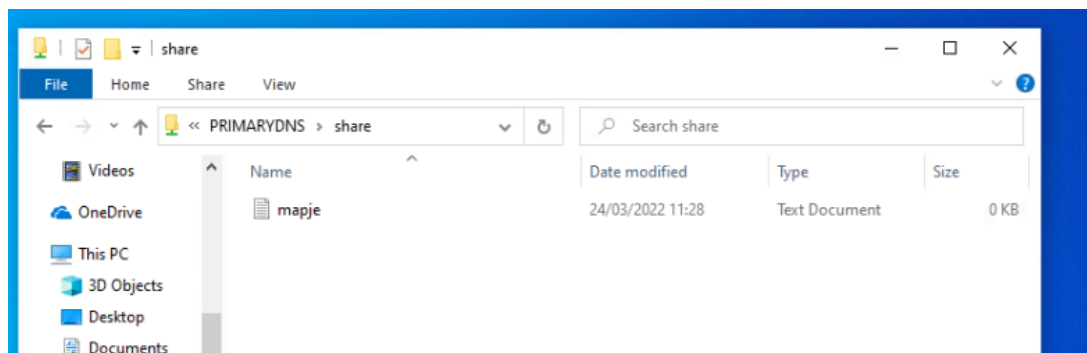 share
File Home Share View
« PRIMARYDNS › share Search share
Videos Name Date modified Type Size
OneDrive mapje 24/03/2022 11:28 Text Document 0 KB
This PC
3D Objects
Desktop
Documents